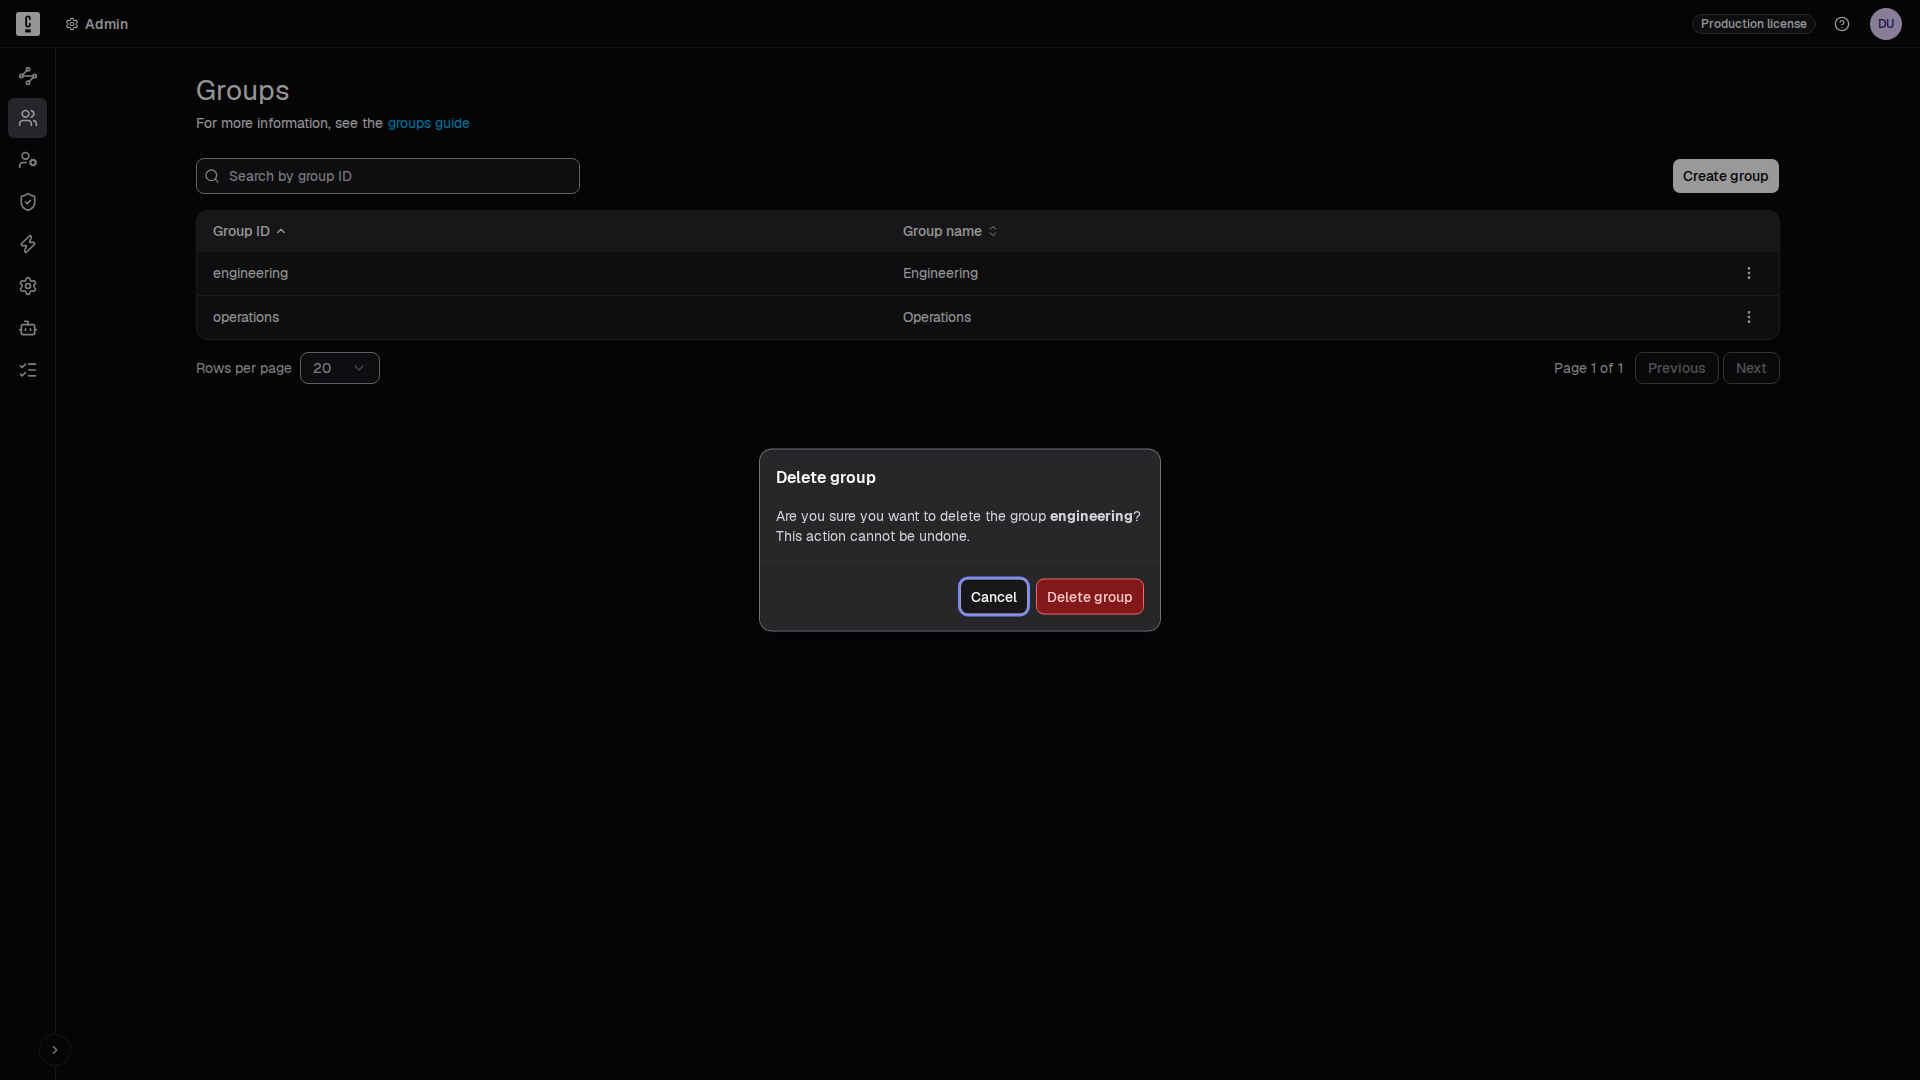 Admin
Production license
DU
Groups
For more information, see the groups guide
Search by group ID
Create group
Group ID
Group name
engineering
Engineering
operations
Operations
Rows per page
20
Page 1 of 1
Previous
Next
Delete group
Are you sure you want to delete the group engineering?
This action cannot be undone.
Cancel
Delete group